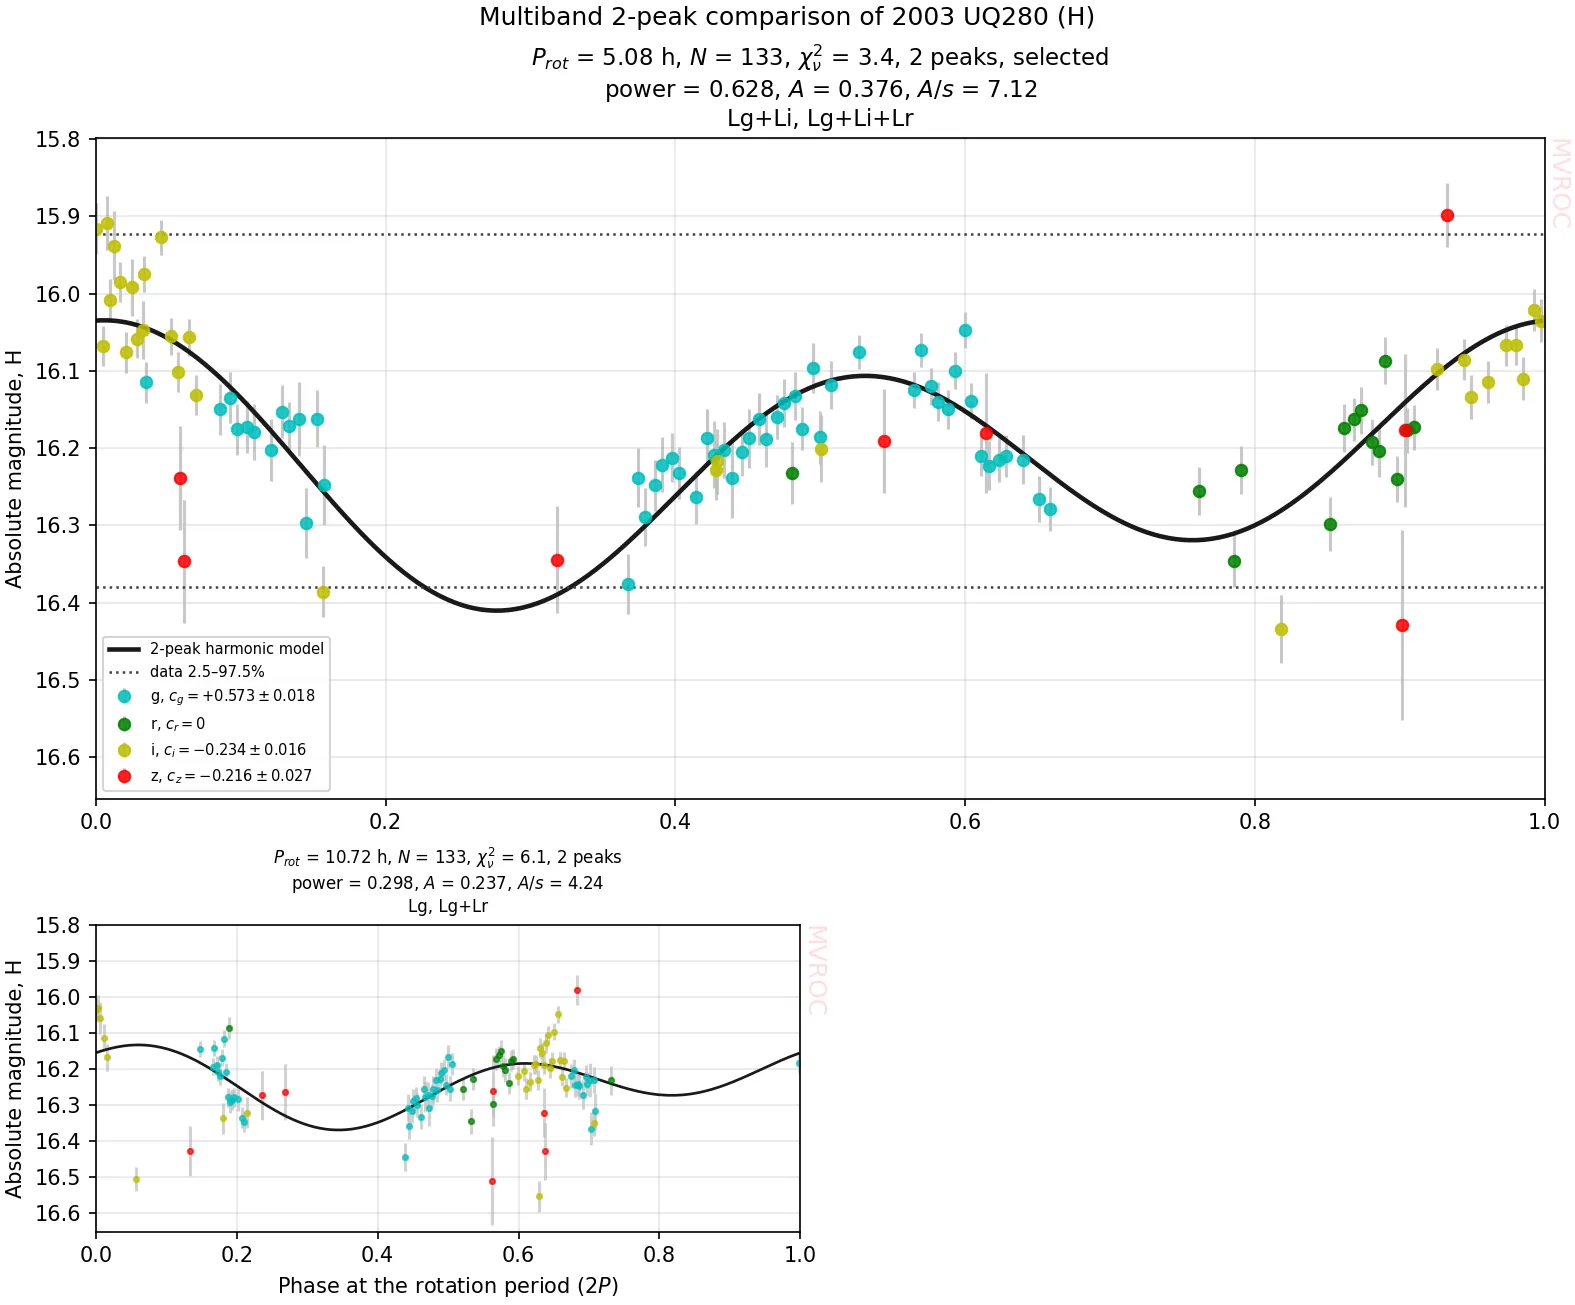 Multiband 2-peak comparison of 2003 UQ280 (H)
P_rot = 5.08 h, N = 133, χ²_ν = 3.4, 2 peaks, selected
power = 0.628, A = 0.376, A/s = 7.12
Lg+Li, Lg+Li+Lr
MVROC
Absolute magnitude, H
15.8
15.9
16.0
16.1
16.2
16.3
16.4
16.5
16.6
2-peak harmonic model
data 2.5–97.5%
g, c_g = +0.573 ± 0.018
r, c_r = 0
i, c_i = −0.234 ± 0.016
z, c_z = −0.216 ± 0.027
0.0 0.2 0.4 0.6 0.8 1.0
P_rot = 10.72 h, N = 133, χ²_ν = 6.1, 2 peaks
power = 0.298, A = 0.237, A/s = 4.24
Lg, Lg+Lr
MVROC
Absolute magnitude, H
15.8
15.9
16.0
16.1
16.2
16.3
16.4
16.5
16.6
0.0 0.2 0.4 0.6 0.8 1.0
Phase at the rotation period (2P)